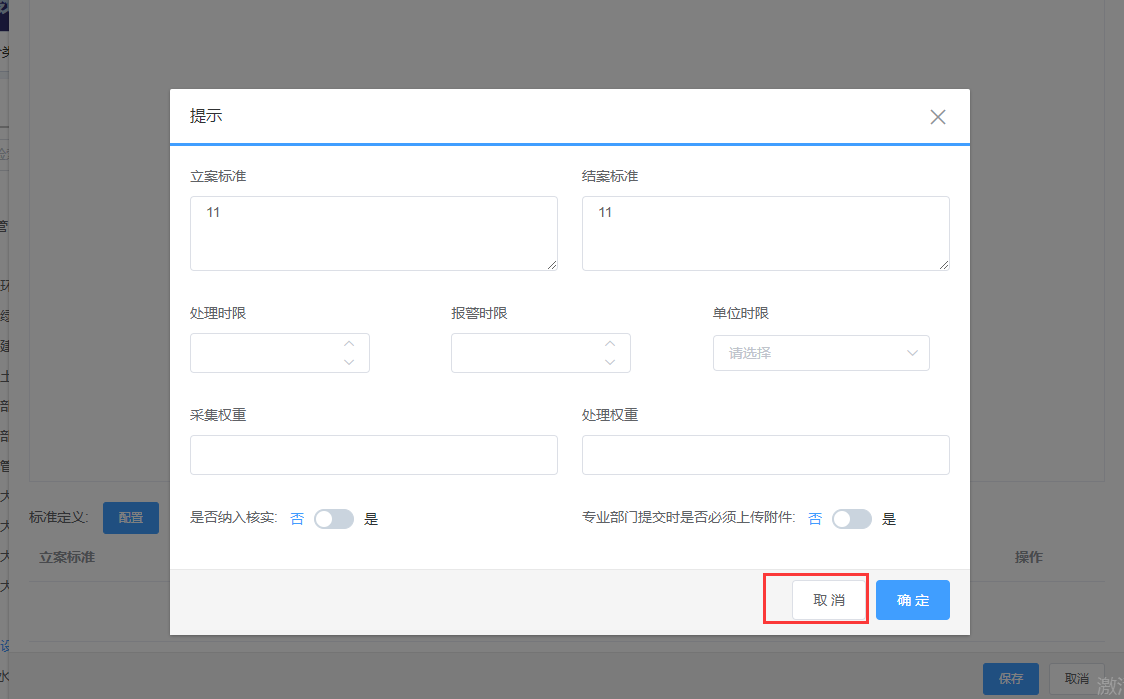 提示
立案标准 结案标准
11 11
处理时限 报警时限 单位时限
请选择
采集权重 处理权重
是否纳入核实: 否 是 专业部门提交时是否必须上传附件: 否 是
标准定义: 配置
立案标准 操作
取消 确定
保存 取消